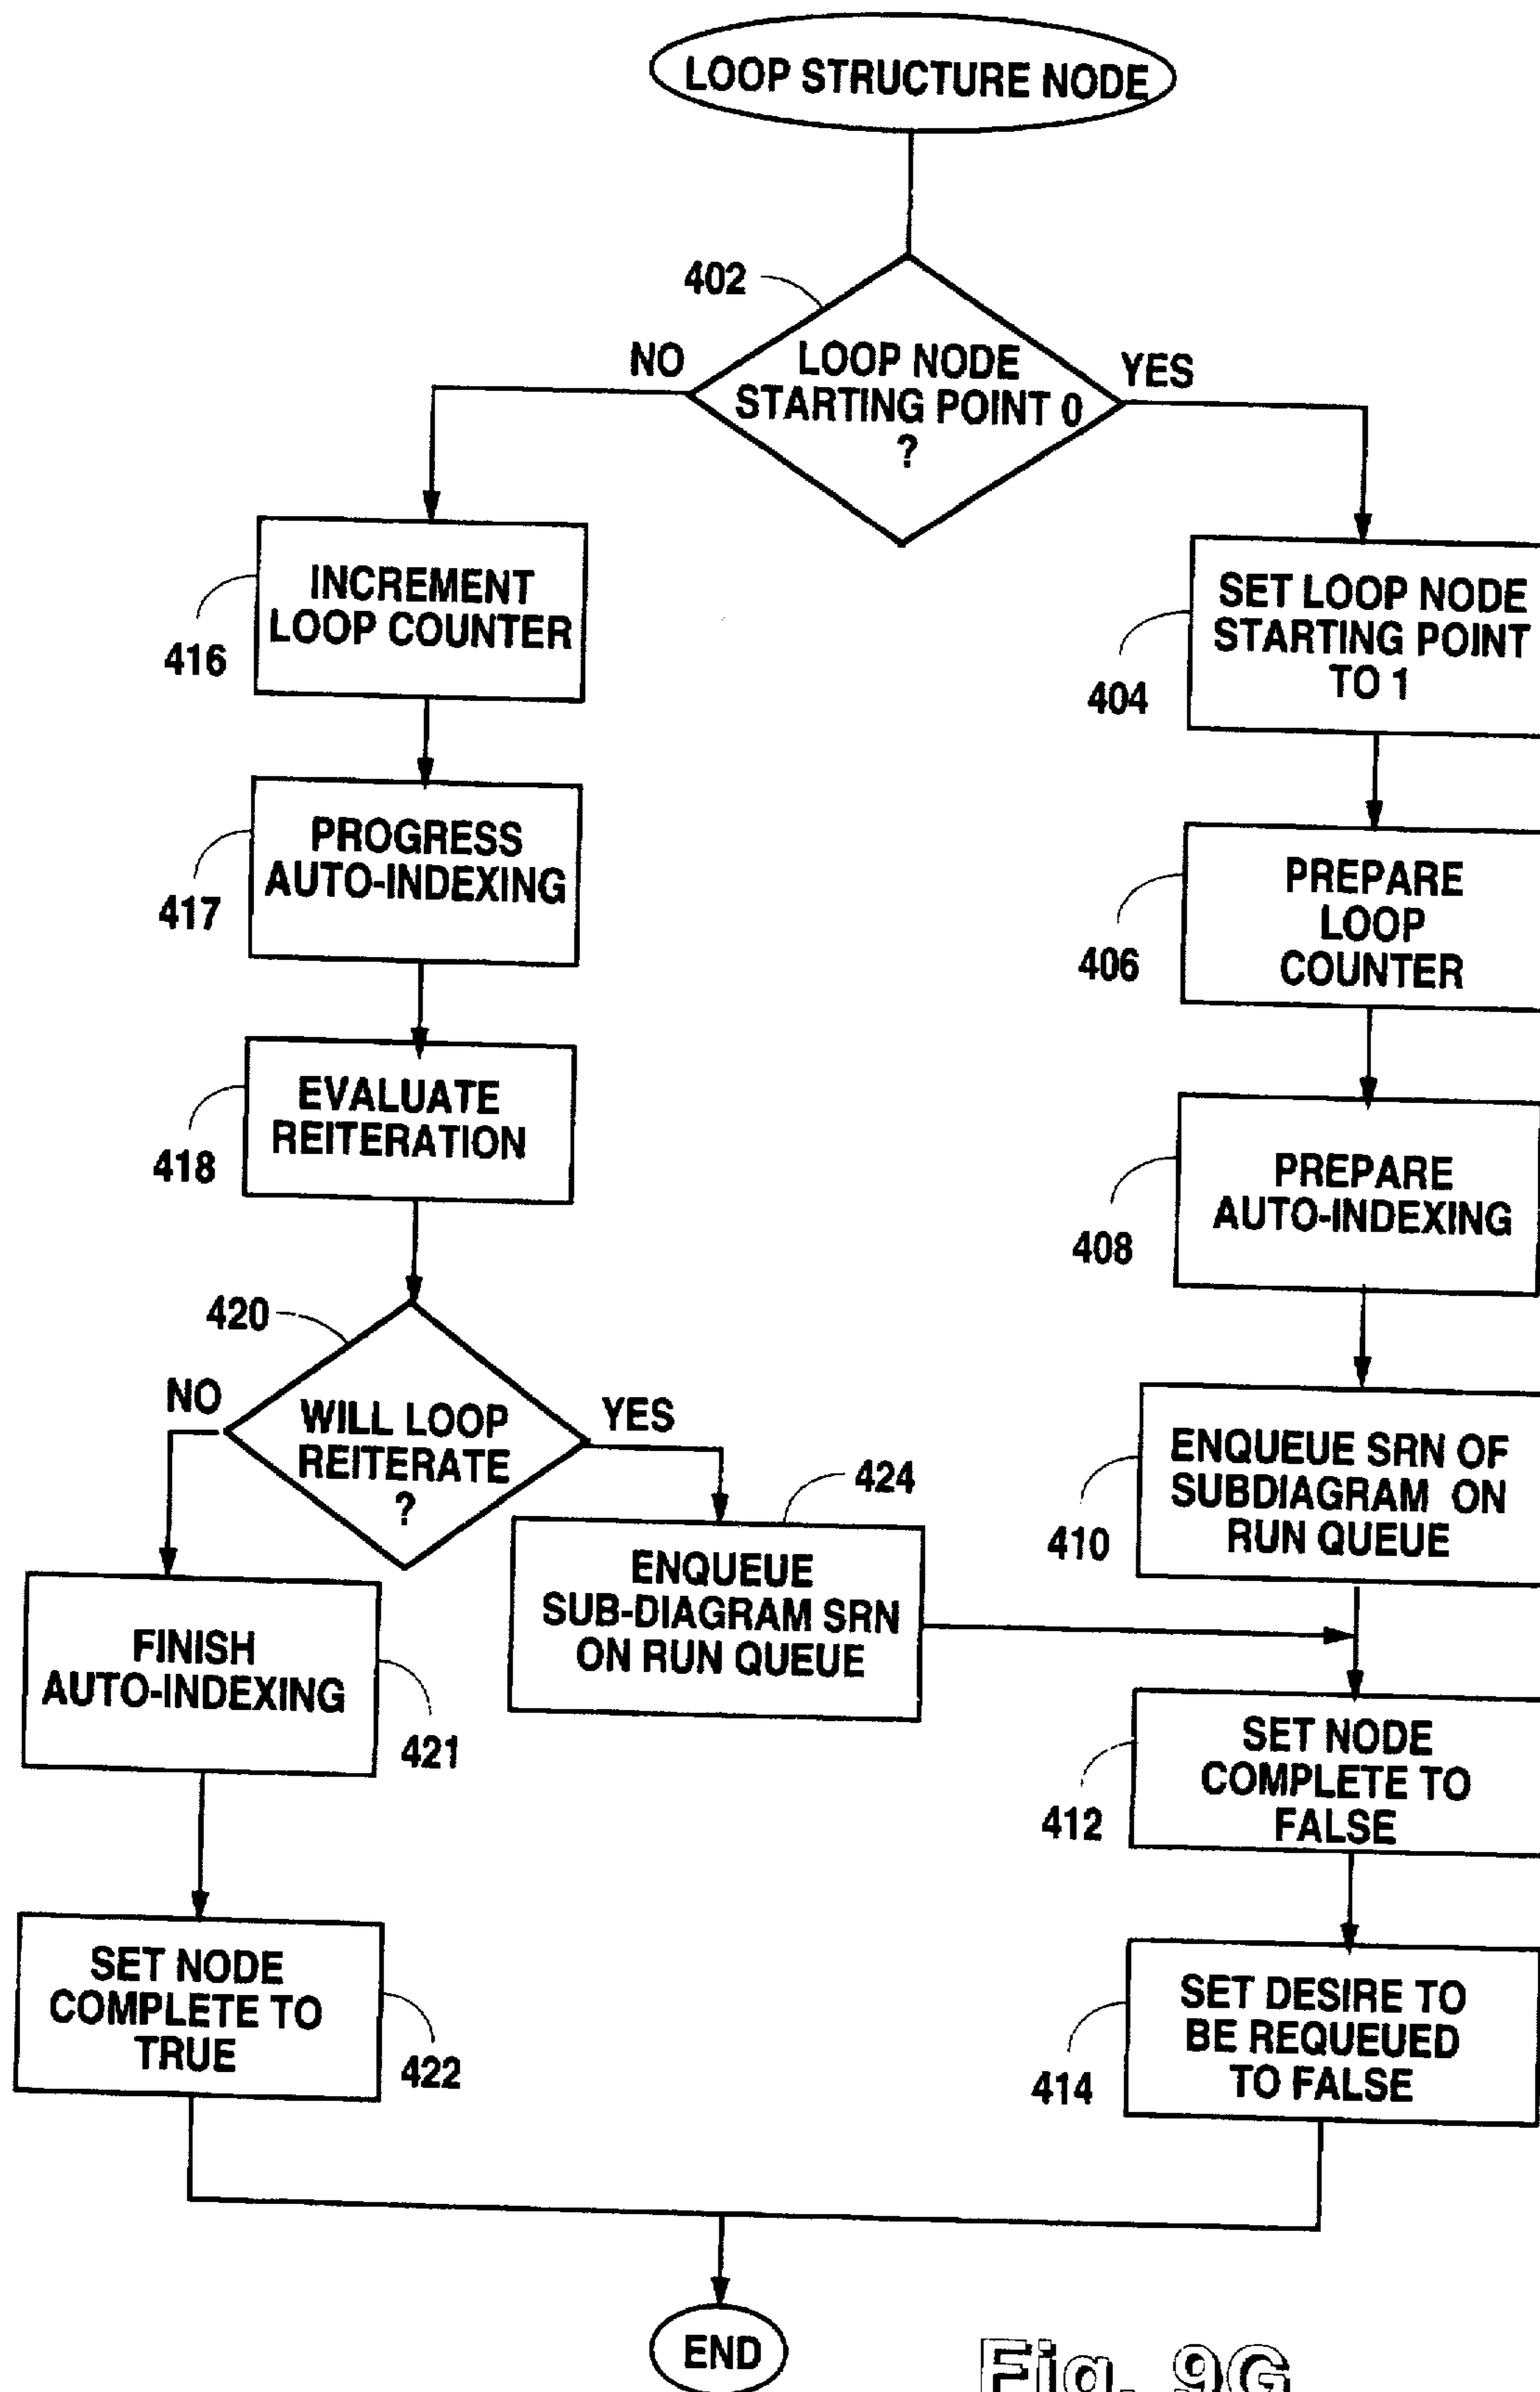 LOOP STRUCTURE NODE
402
LOOP NODE
STARTING POINT 0
?
NO
YES
INCREMENT
LOOP COUNTER
416
SET LOOP NODE
STARTING POINT
TO 1
404
PROGRESS
AUTO-INDEXING
417
PREPARE
LOOP
COUNTER
406
EVALUATE
REITERATION
418
PREPARE
AUTO-INDEXING
408
420
WILL LOOP
REITERATE
?
NO
YES
424
ENQUEUE SRN OF
SUBDIAGRAM ON
RUN QUEUE
410
ENQUEUE
SUB-DIAGRAM SRN
ON RUN QUEUE
FINISH
AUTO-INDEXING
421
SET NODE
COMPLETE TO
FALSE
412
SET NODE
COMPLETE TO
TRUE
422
SET DESIRE TO
BE REQUEUED
TO FALSE
414
END
Fig. 9G